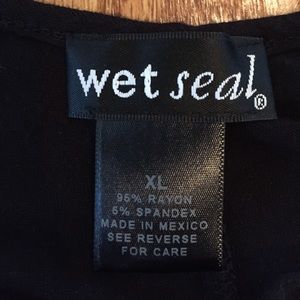 wet seal®
XL
95% RAYON
5% SPANDEX
MADE IN MEXICO
SEE REVERSE
FOR CARE